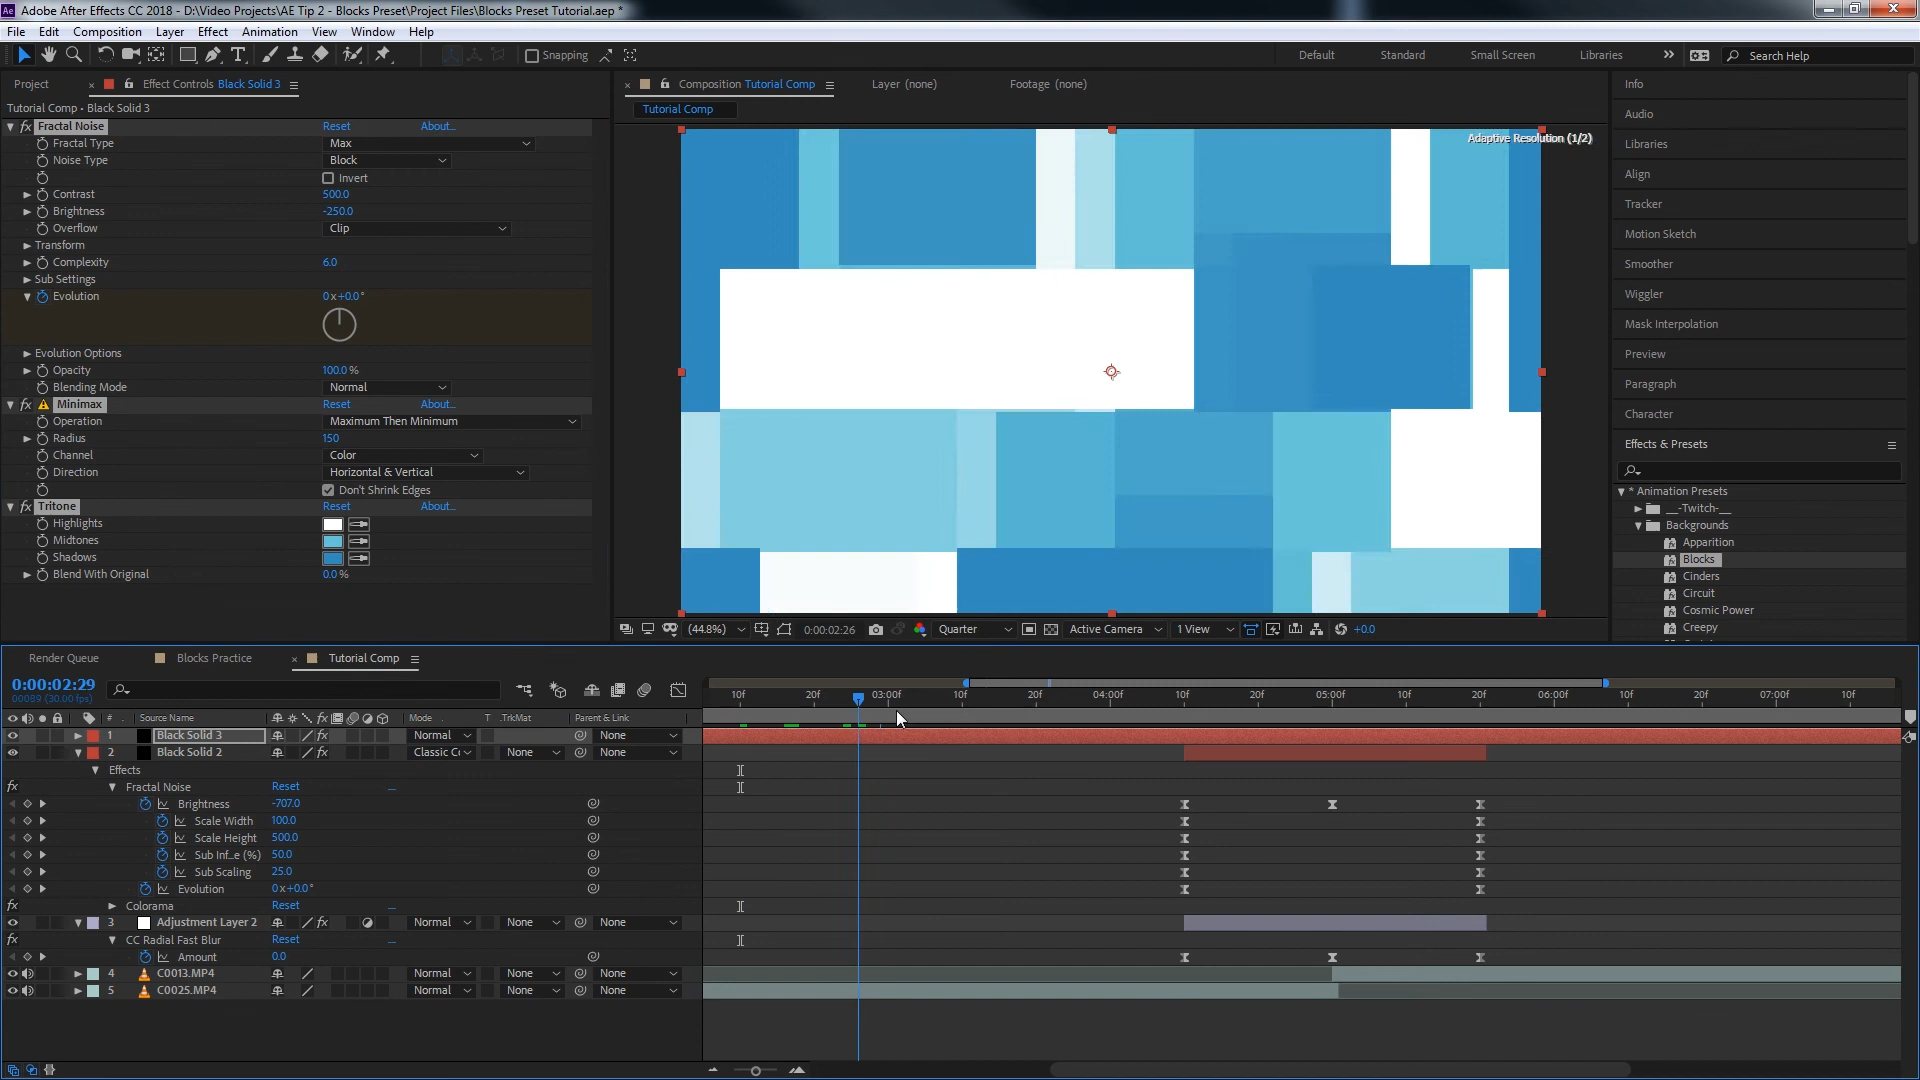 Adobe After Effects CC 2018 - D:\Video Projects\AE Tip 2 - Blocks Preset\Project Files\Blocks Preset Tutorial.aep *
File Edit Composition Layer Effect Animation View Window Help
Snapping Default Standard Small Screen Libraries Search Help
Project Effect Controls Black Solid 3
Tutorial Comp • Black Solid 3
fx Fractal Noise Reset About...
Fractal Type Max
Noise Type Block
Invert
Contrast 500.0
Brightness -250.0
Overflow Clip
Transform
Complexity 6.0
Sub Settings
Evolution 0x+0.0°
Evolution Options
Opacity 100.0 %
Blending Mode Normal
fx Minimax Reset About...
Operation Maximum Then Minimum
Radius 150
Channel Color
Direction Horizontal & Vertical
Don't Shrink Edges
fx Tritone Reset About...
Highlights
Midtones
Shadows
Blend With Original 0.0 %
Composition Tutorial Comp Layer (none) Footage (none)
Tutorial Comp
Adaptive Resolution (1/2)
(44.8%) 0:00:02:26 Quarter Active Camera 1 View +0.0
Info
Audio
Libraries
Align
Tracker
Motion Sketch
Smoother
Wiggler
Mask Interpolation
Preview
Paragraph
Character
Effects & Presets
* Animation Presets
__-Twitch-__
Backgrounds
Apparition
Blocks
Cinders
Circuit
Cosmic Power
Creepy
Render Queue Blocks Practice Tutorial Comp
0:00:02:29
00089 (30.00 fps)
10f 20f 03:00f 10f 20f 04:00f 10f 20f 05:00f 10f 20f 06:00f 10f 20f 07:00f 10f
# Source Name fx Mode T .TrkMat Parent & Link
1 Black Solid 3 fx Normal None
2 Black Solid 2 fx Classic Cc None None
Effects
fx Fractal Noise Reset
Brightness -707.0
Scale Width 100.0
Scale Height 500.0
Sub Inf...e (%) 50.0
Sub Scaling 25.0
Evolution 0x+0.0°
fx Colorama Reset
3 Adjustment Layer 2 fx Normal None None
fx CC Radial Fast Blur Reset
Amount 0.0
4 C0013.MP4 Normal None None
5 C0025.MP4 Normal None None